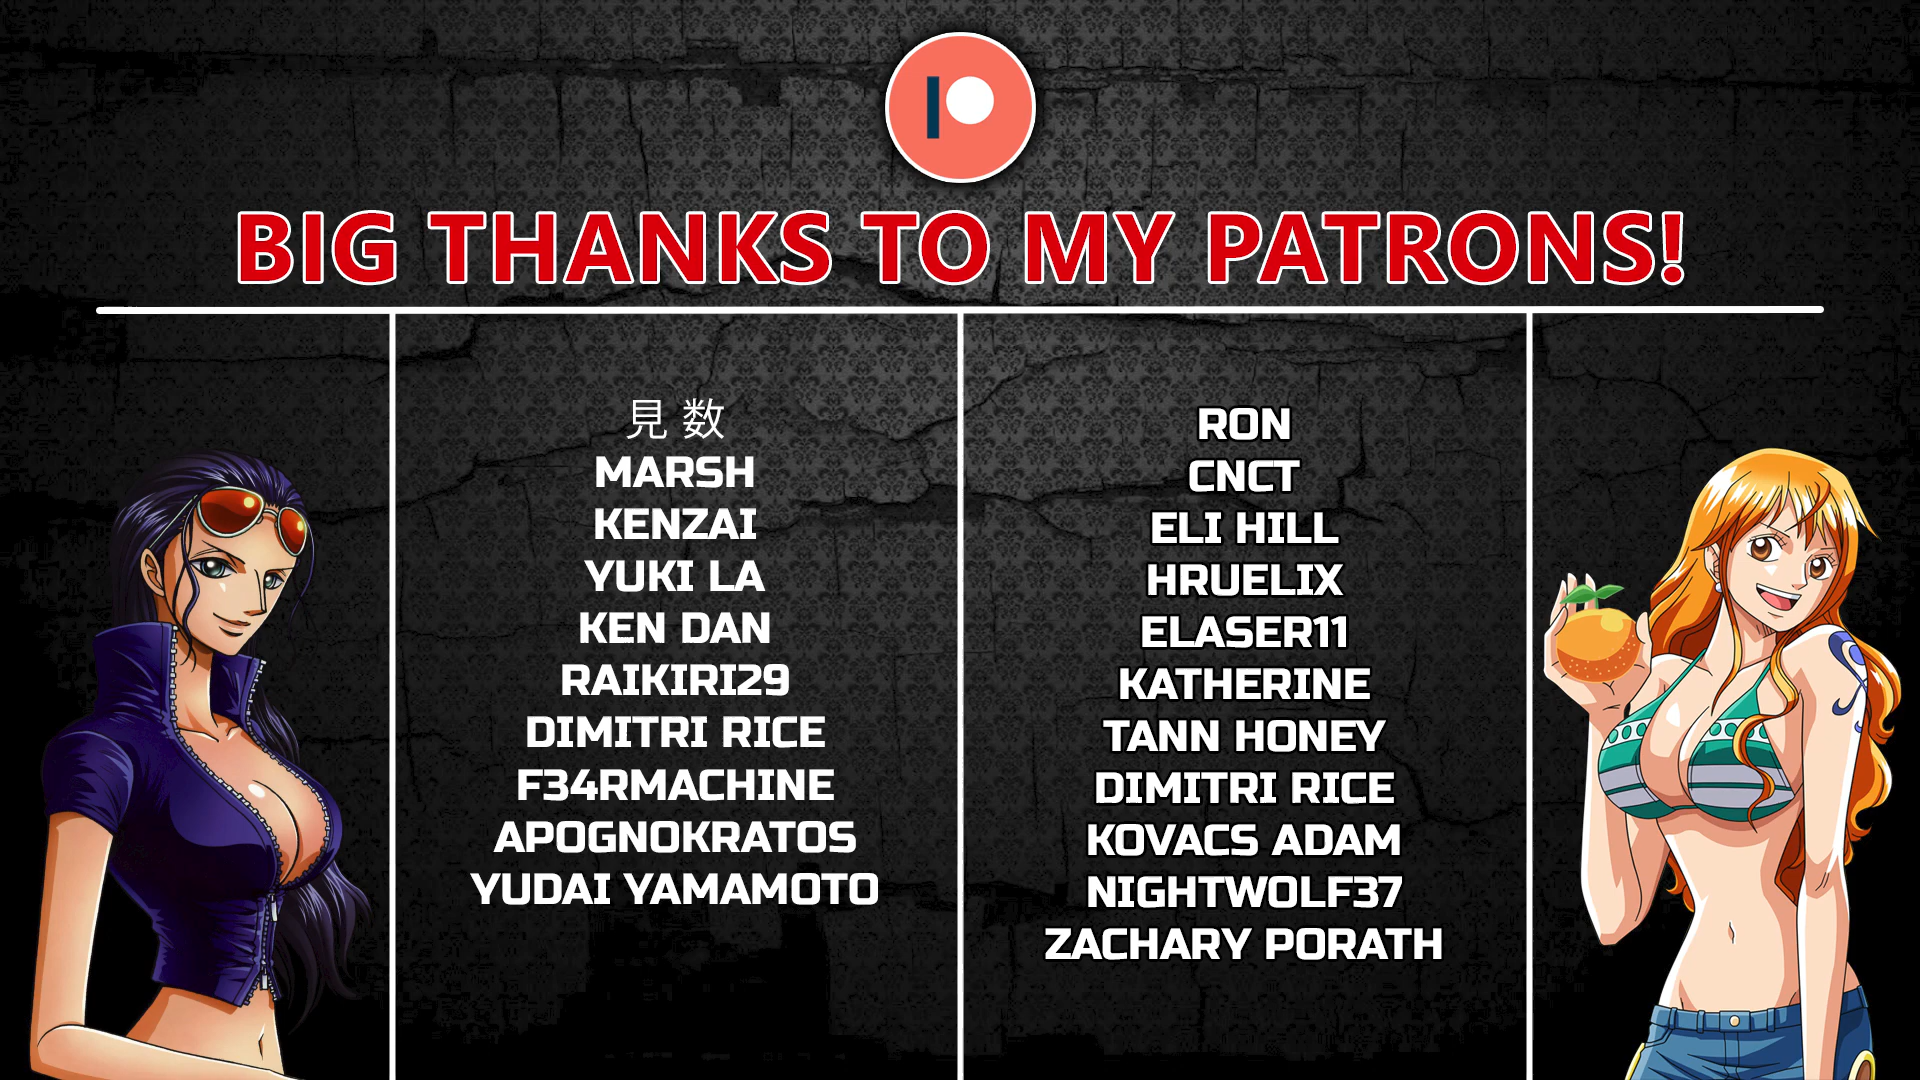 BIG THANKS TO MY PATRONS!
見 数
MARSH
KENZAI
YUKI LA
KEN DAN
RAIKIRI29
DIMITRI RICE
F34RMACHINE
APOGNOKRATOS
YUDAI YAMAMOTO
RON
CNCT
ELI HILL
HRUELIX
ELASER11
KATHERINE
TANN HONEY
DIMITRI RICE
KOVACS ADAM
NIGHTWOLF37
ZACHARY PORATH